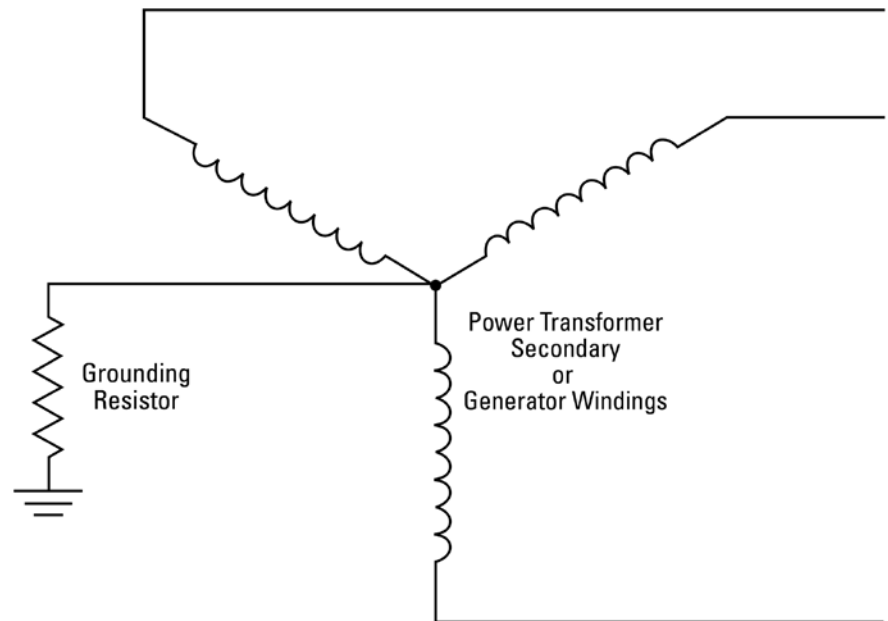 Grounding
Resistor
Power Transformer
Secondary
or
Generator Windings